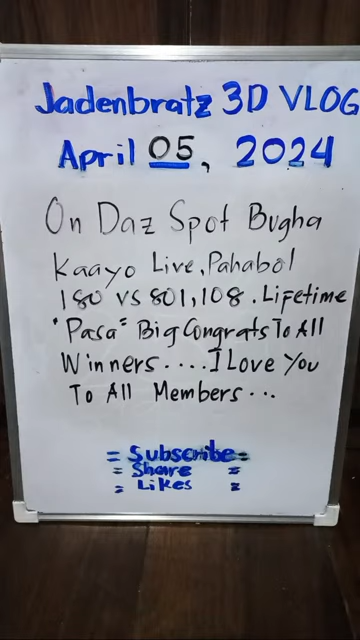 Jadenbratz 3D VLOG
April 05, 2024
On Daz Spot Bugha
Kaayo Live, Pahabol
180 VS 801,108. Lifetime
"Pasa" Big Congrats To All
Winners.... I Love You
To All Members...
= Subscribe =
= Share =
= Likes =